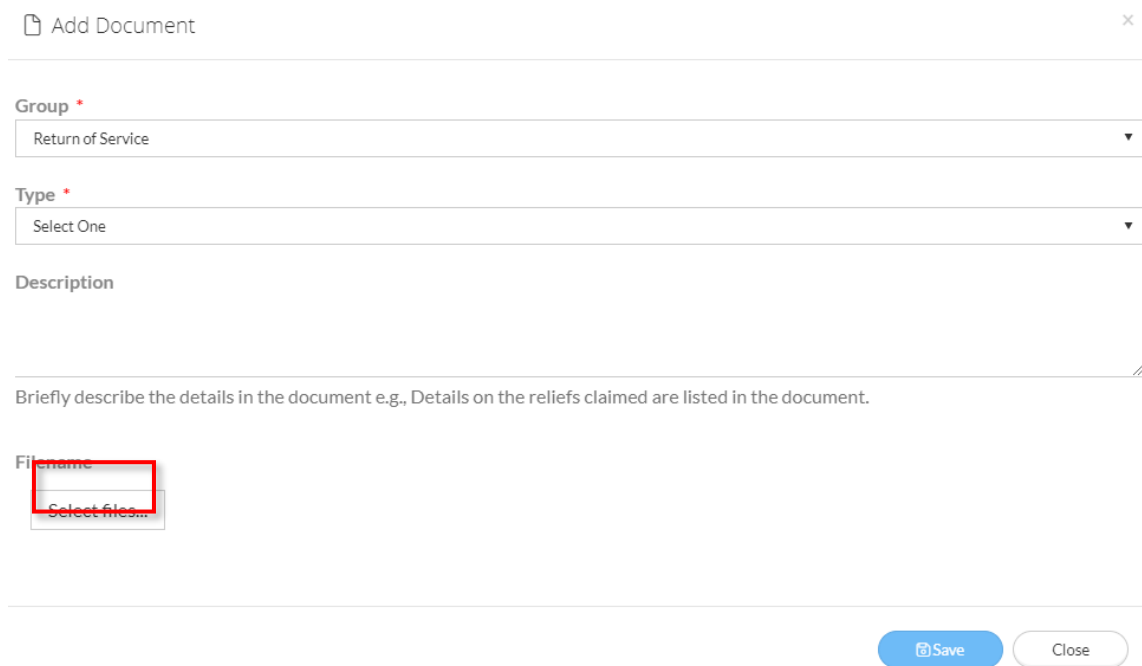 Add Document
×
Group *
Return of Service
Type *
Select One
Description
Briefly describe the details in the document e.g., Details on the reliefs claimed are listed in the document.
Filename
Select files...
Save Close